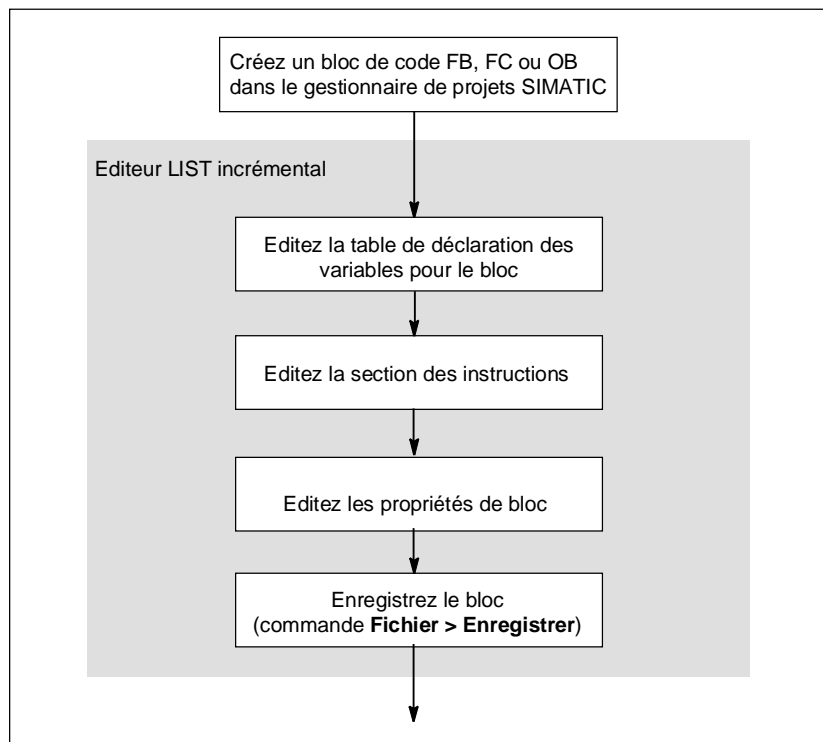 Créez un bloc de code FB, FC ou OB
dans le gestionnaire de projets SIMATIC
Editeur LIST incrémental
Editez la table de déclaration des
variables pour le bloc
Editez la section des instructions
Editez les propriétés de bloc
Enregistrez le bloc
(commande Fichier > Enregistrer)